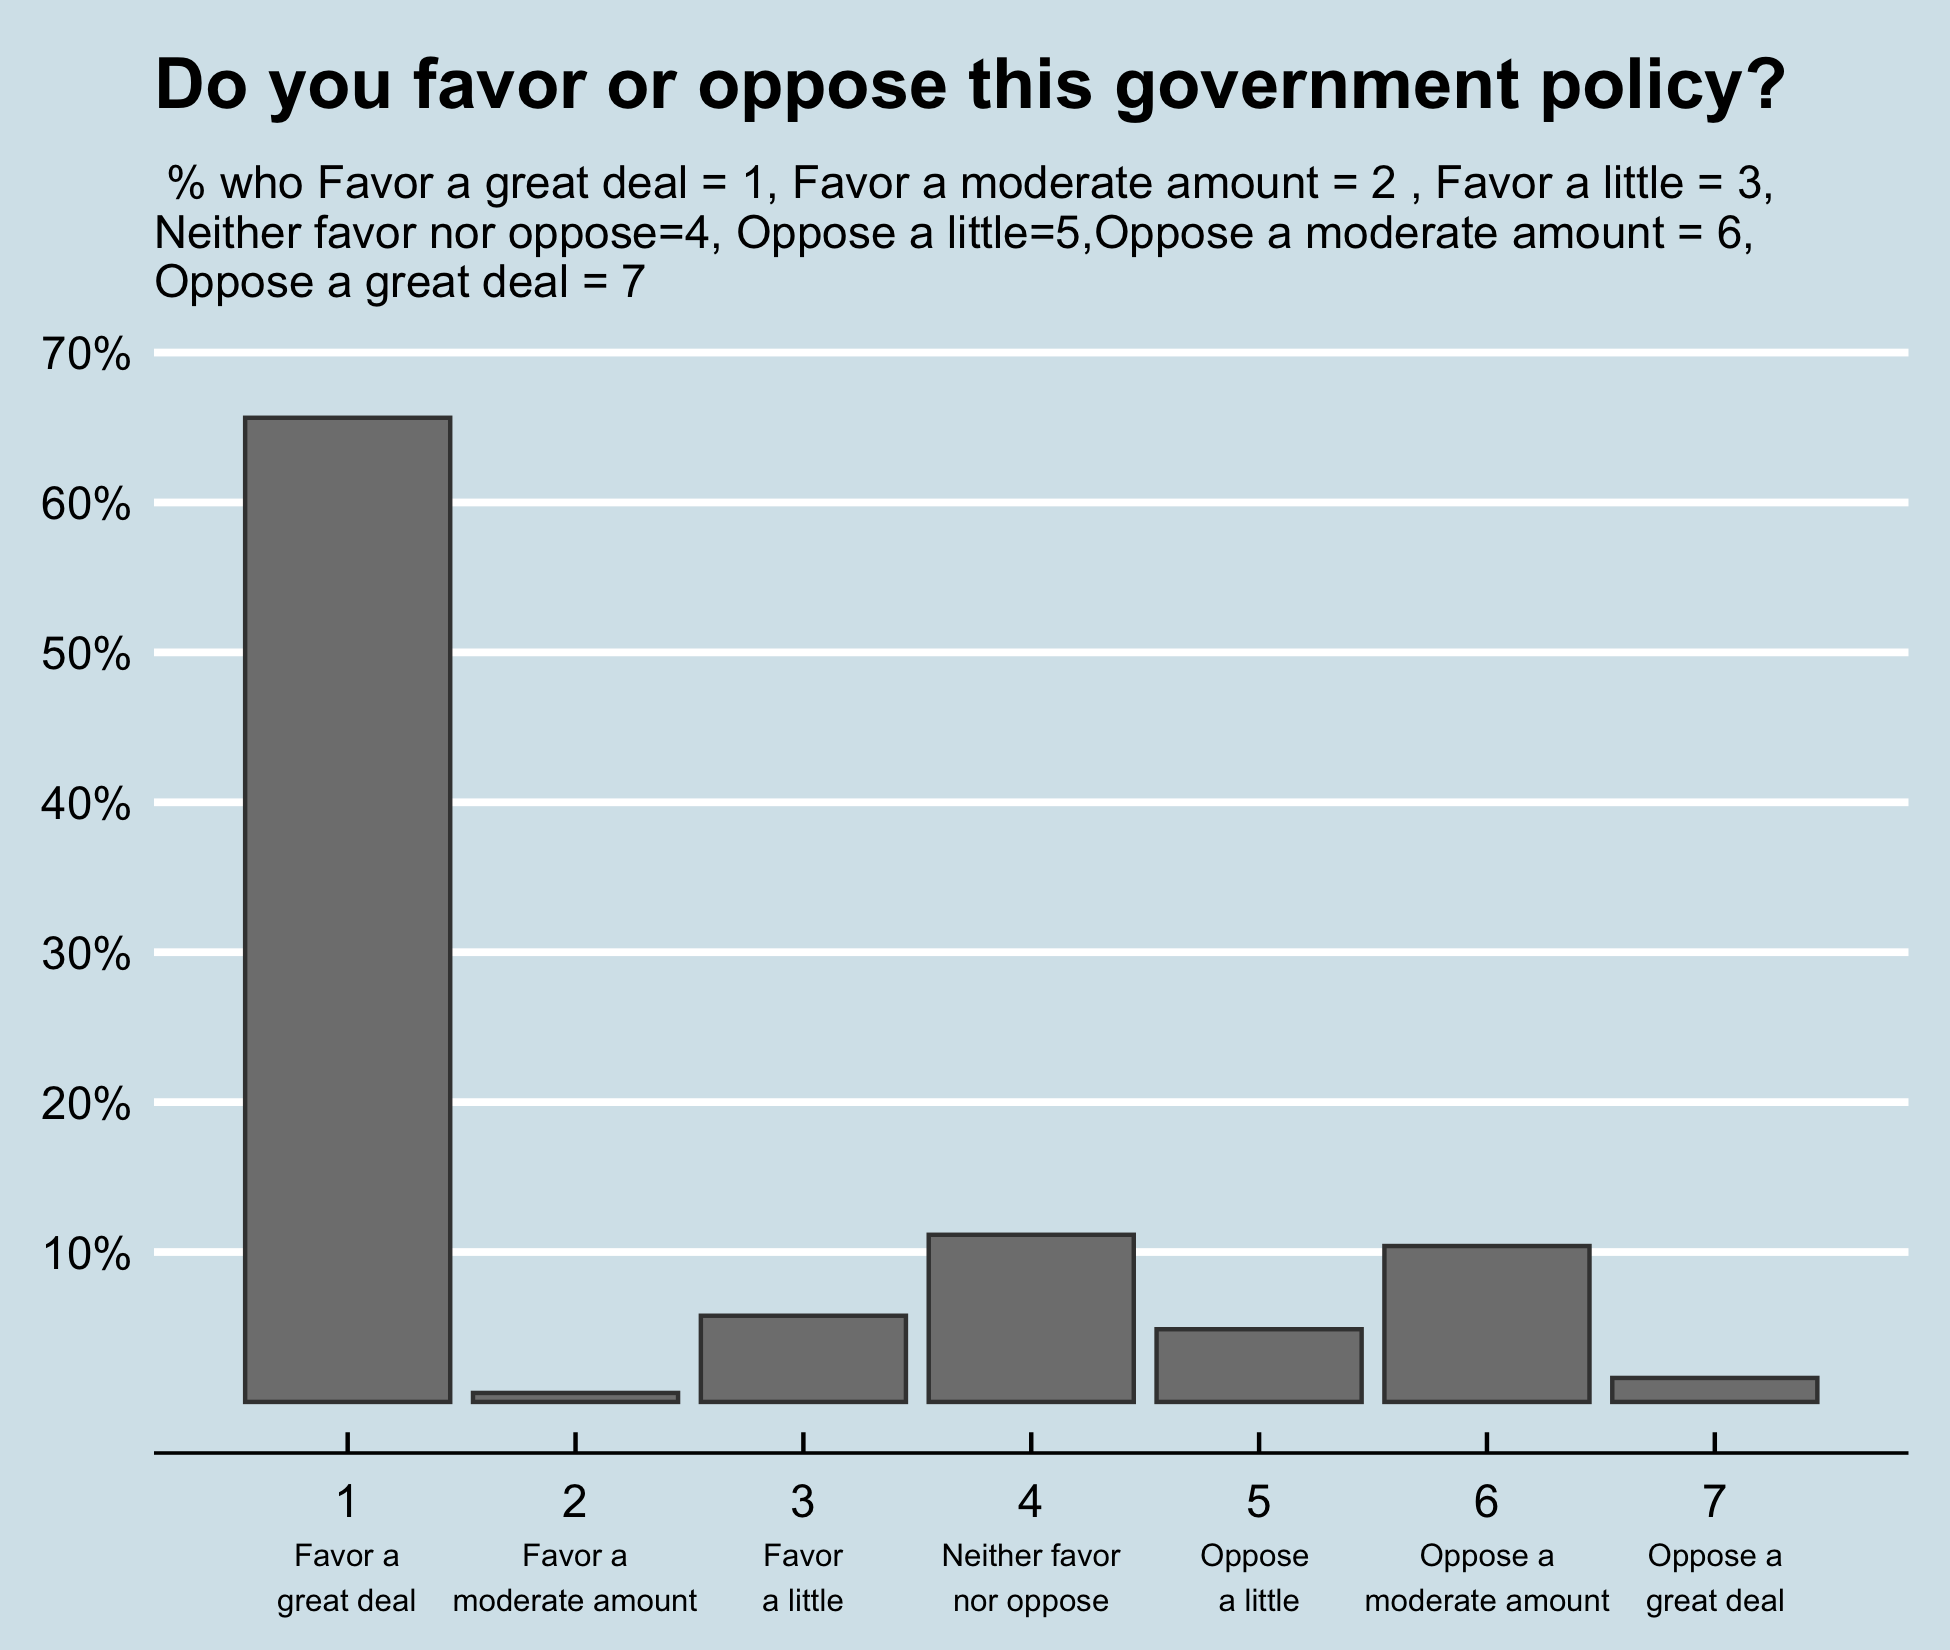 Do you favor or oppose this government policy?
% who Favor a great deal = 1, Favor a moderate amount = 2 , Favor a little = 3,
Neither favor nor oppose=4, Oppose a little=5,Oppose a moderate amount = 6,
Oppose a great deal = 7
70%
60%
50%
40%
30%
20%
10%
1 2 3 4 5 6 7
Favor a Favor a Favor Neither favor Oppose Oppose a Oppose a
great deal moderate amount a little nor oppose a little moderate amount great deal